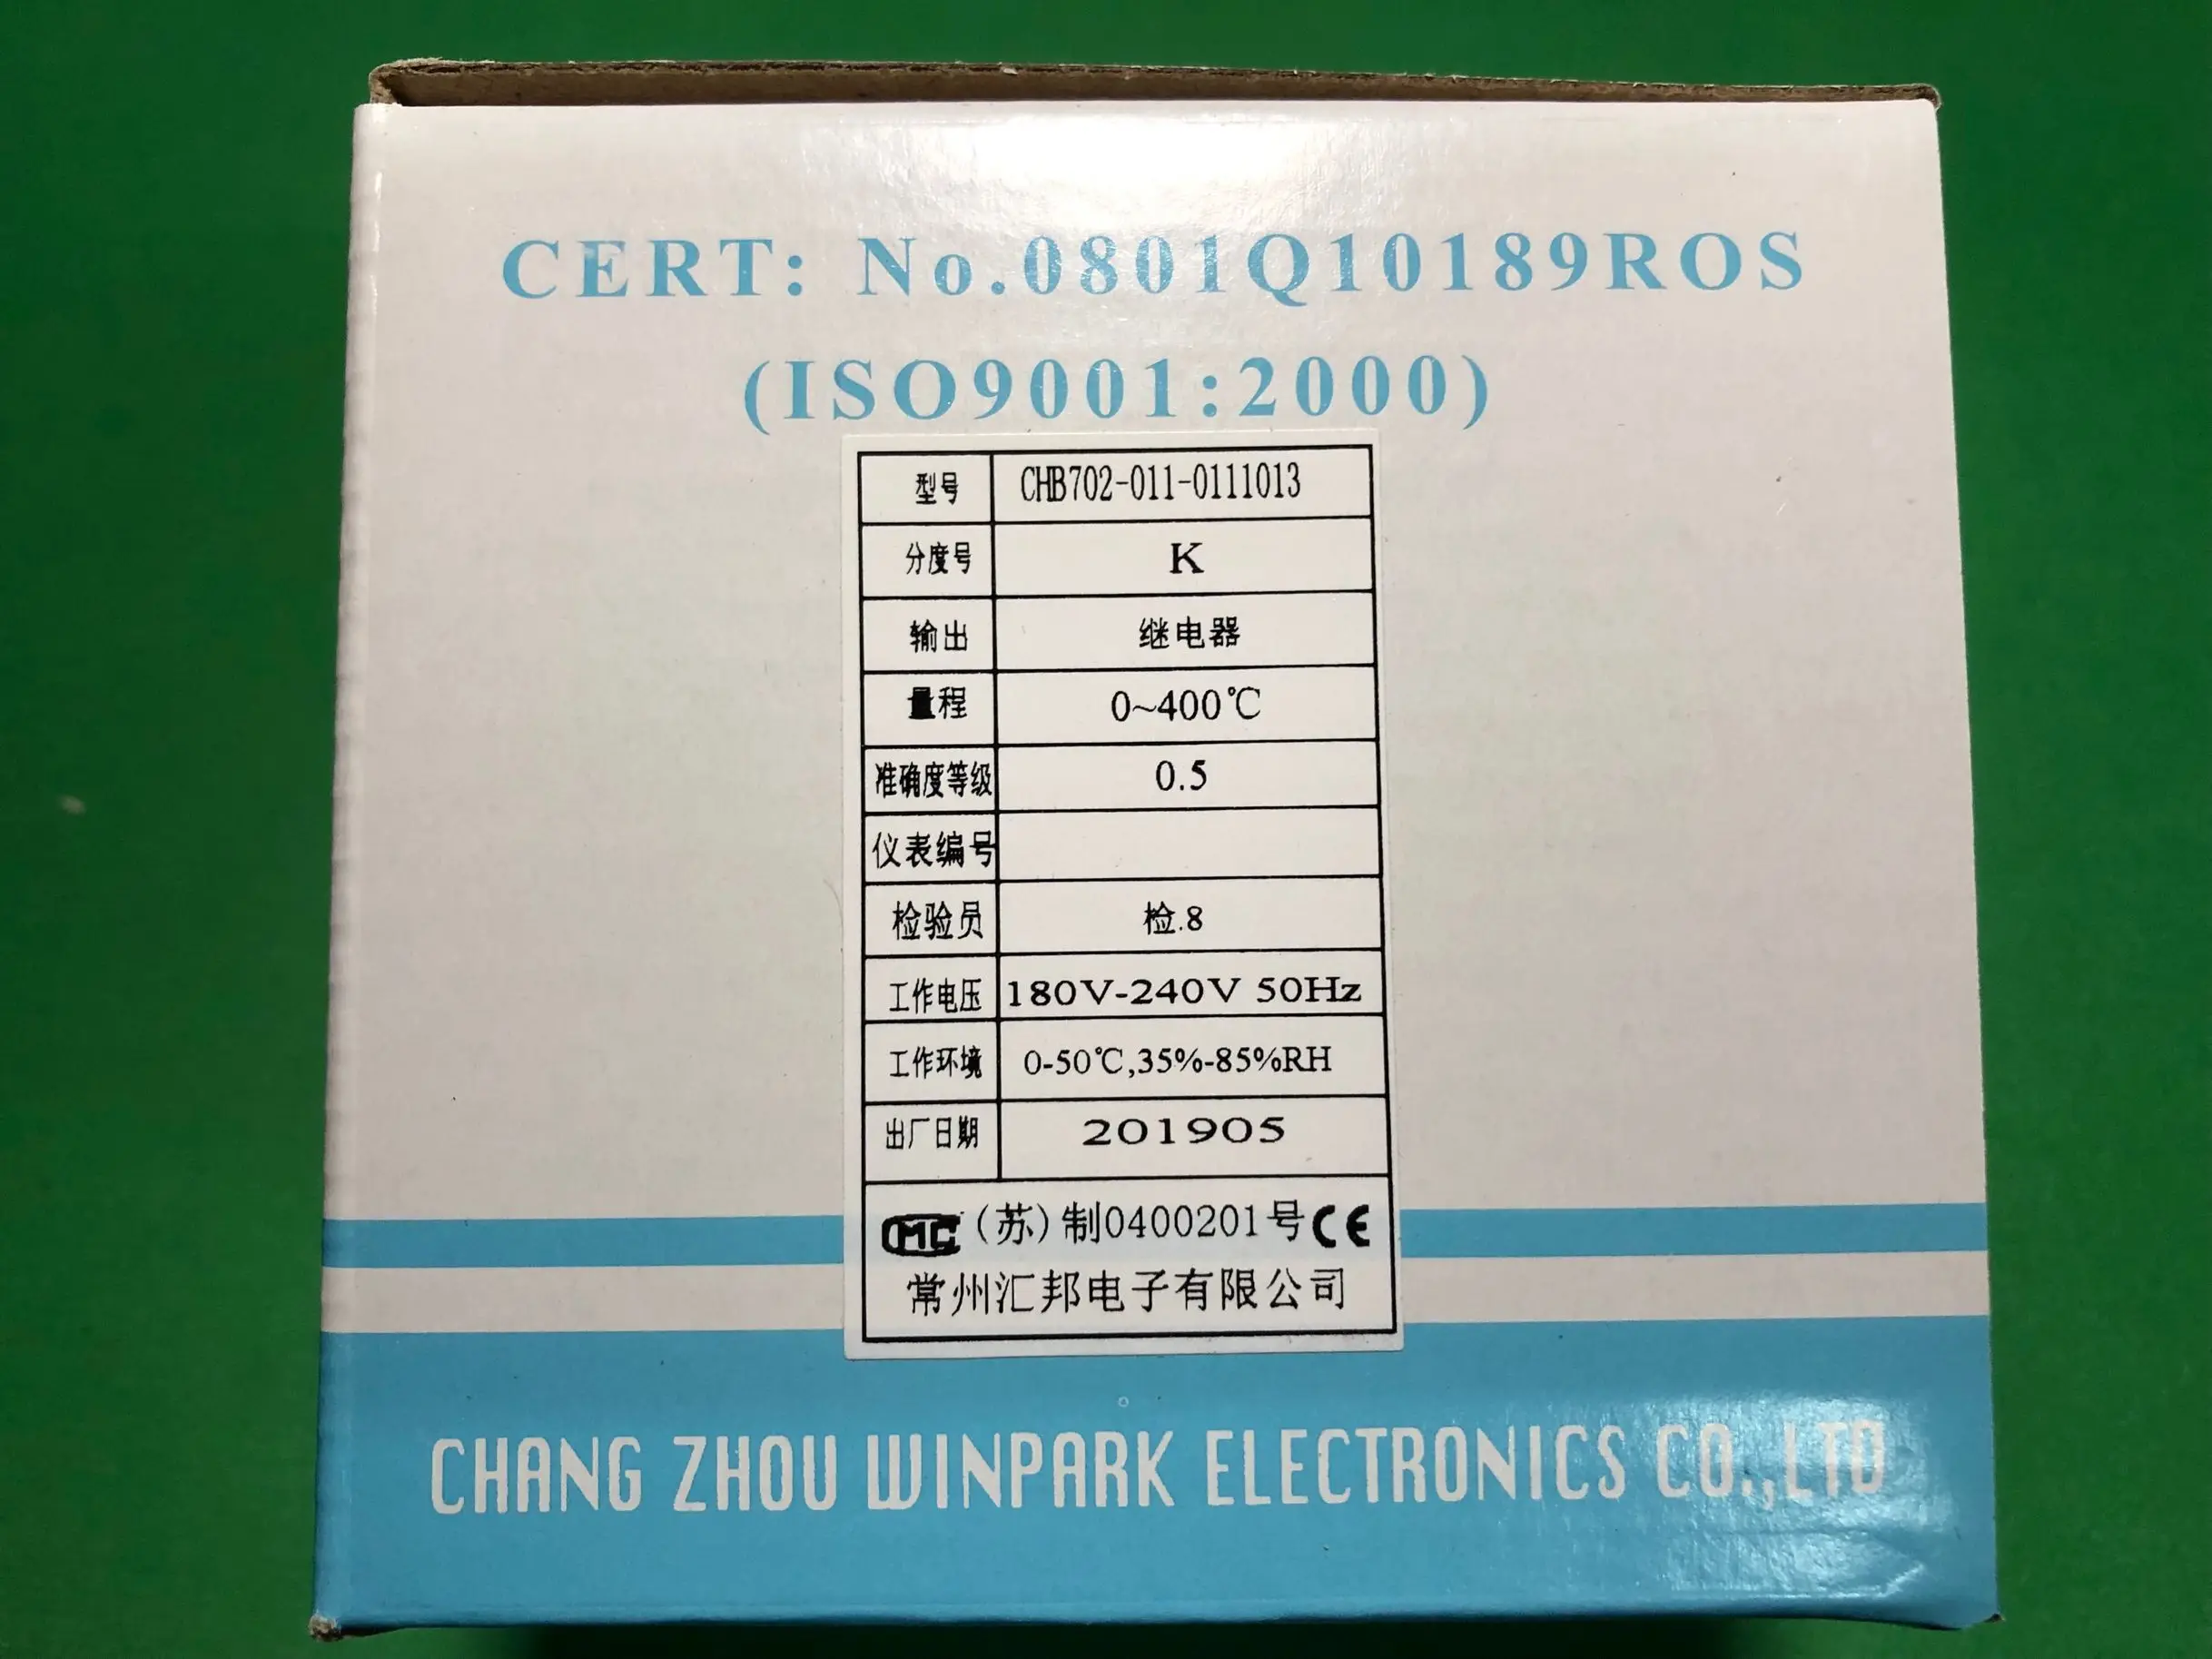 CERT: No.0801Q10189ROS
(ISO9001:2000)
型号 CHB702-011-0111013
分度号 K
输出 继电器
量程 0~400℃
准确度等级 0.5
仪表编号
检验员 检.8
工作电压 180V-240V 50Hz
工作环境 0-50℃,35%-85%RH
出厂日期 201905
CMC (苏)制0400201号 CE
常州汇邦电子有限公司
CHANG ZHOU WINPARK ELECTRONICS CO.,LTD